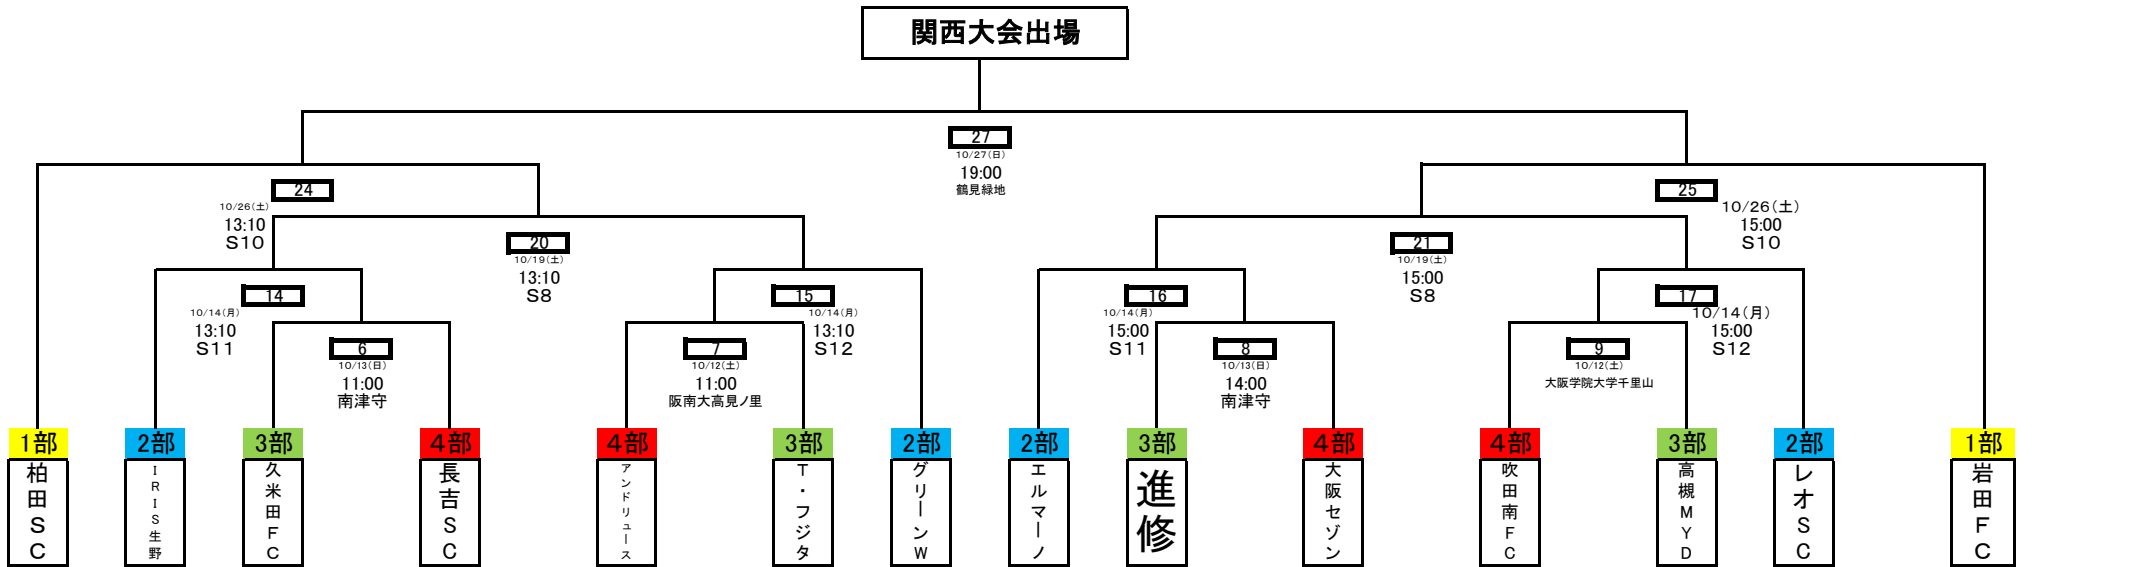 関西大会出場
27
10/27(日)
19:00
鶴見緑地
24
10/26(土)
13:10
S10
25
10/26(土)
15:00
S10
20
10/19(土)
13:10
S8
21
10/19(土)
15:00
S8
14
10/14(月)
13:10
S11
15
10/14(月)
13:10
S12
16
10/14(月)
15:00
S11
17
10/14(月)
15:00
S12
6
10/13(日)
11:00
南津守
7
10/12(土)
11:00
阪南大高見ノ里
8
10/13(日)
14:00
南津守
9
10/12(土)
大阪学院大学千里山
1部
2部
3部
4部
4部
3部
2部
2部
3部
4部
4部
3部
2部
1部
柏田SC
IRIS生野
久米田FC
長吉SC
アンドリュース
T・フジタ
グリーンW
エルマーノ
進修
大阪セゾン
吹田南FC
高槻MYD
レオSC
岩田FC